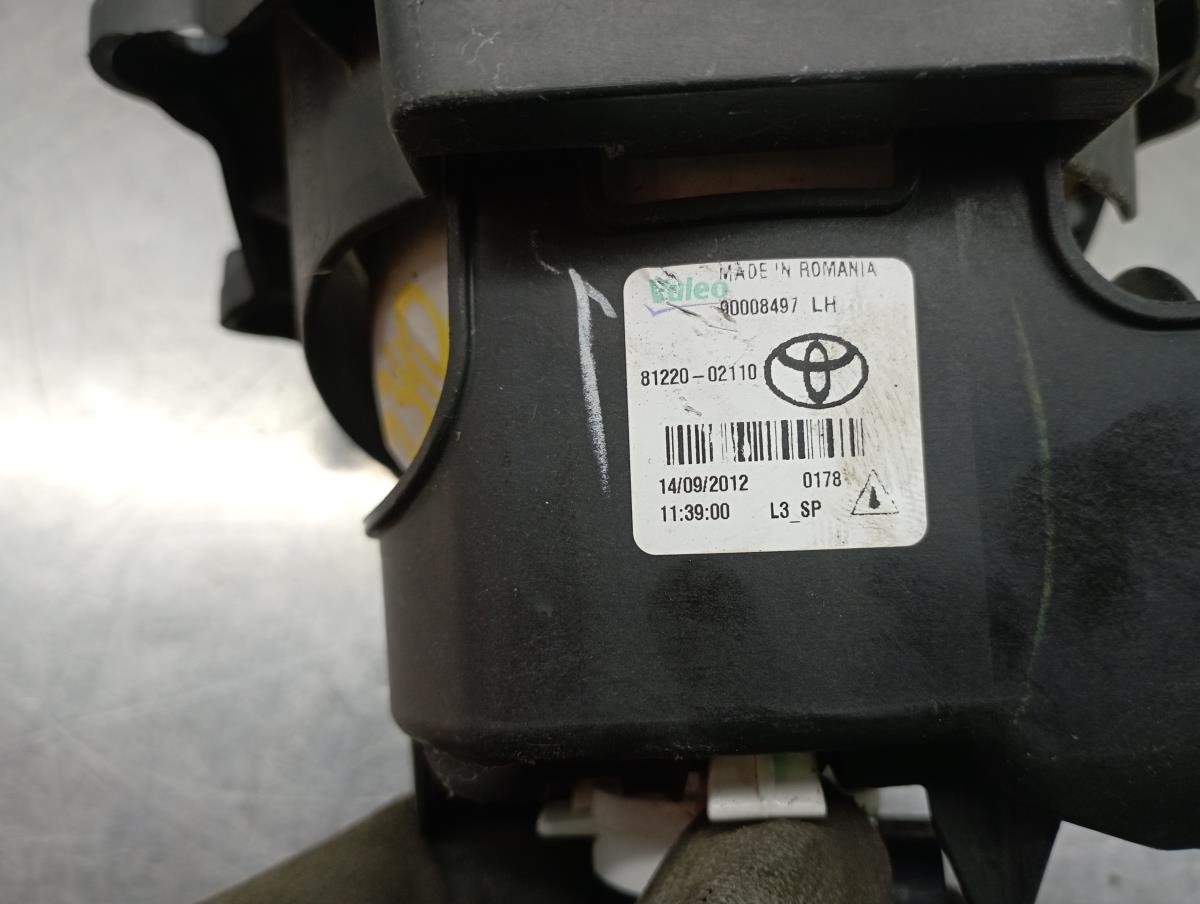 MADE IN ROMANIA
Valeo
90008497 LH
81220-02110
14/09/2012 0178
11:39:00 L3_SP